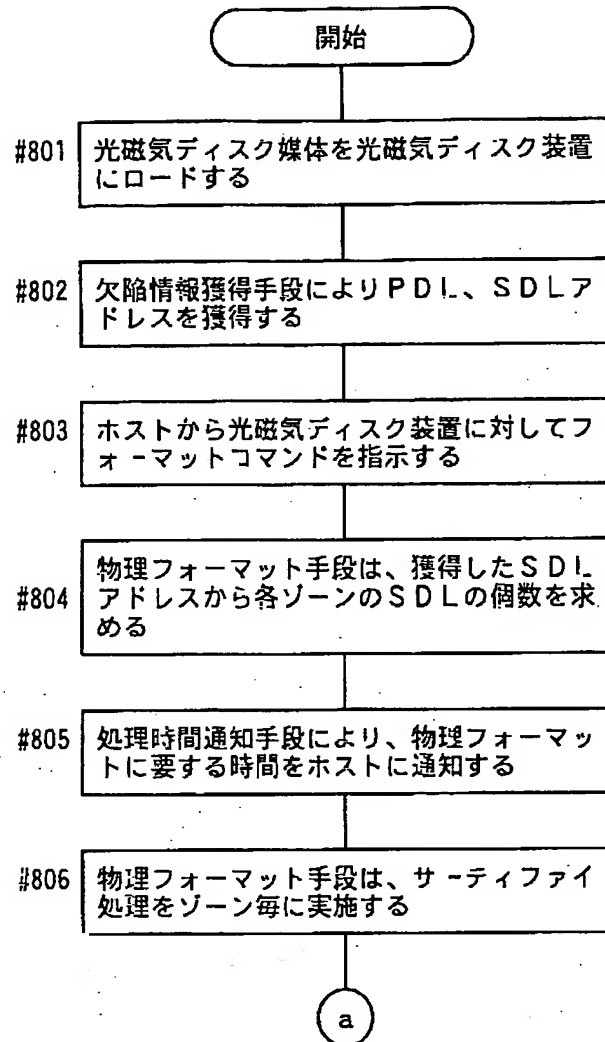 開始
#801 光磁気ディスク媒体を光磁気ディスク装置
にロードする
#802 欠陥情報獲得手段によりPDL、SDLア
ドレスを獲得する
#803 ホストから光磁気ディスク装置に対してフ
ォーマットコマンドを指示する
物理フォーマット手段は、獲得したSDL
#804 アドレスから各ゾーンのSDLの個数を求
める
#805 処理時間通知手段により、物理フォーマッ
トに要する時間をホストに通知する
#806 物理フォーマット手段は、サーティファイ
処理をゾーン毎に実施する
a